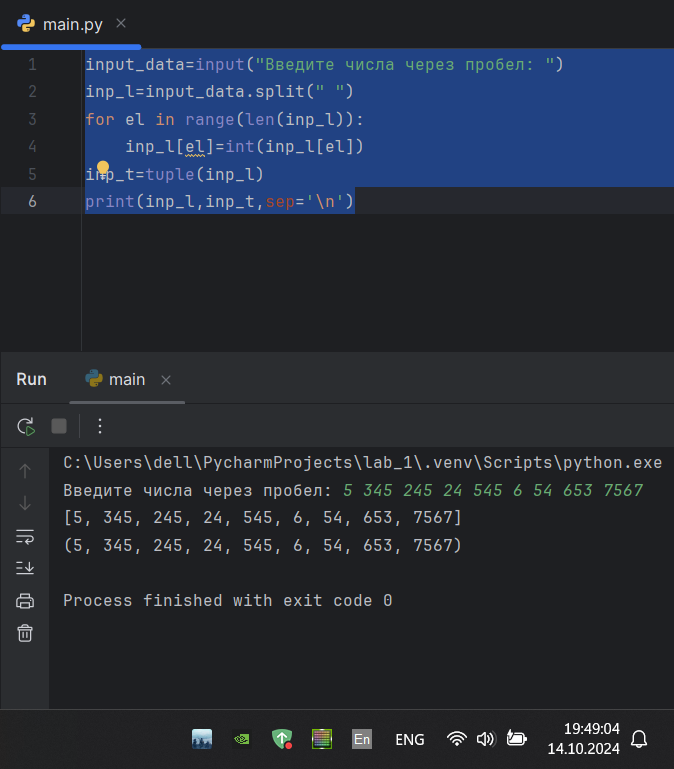 main.py
1 input_data=input("Введите числа через пробел: ")
2 inp_l=input_data.split(" ")
3 for el in range(len(inp_l)):
4     inp_l[el]=int(inp_l[el])
5 inp_t=tuple(inp_l)
6 print(inp_l,inp_t,sep='\n')
Run main
C:\Users\dell\PycharmProjects\lab_1\.venv\Scripts\python.exe
Введите числа через пробел: 5 345 245 24 545 6 54 653 7567
[5, 345, 245, 24, 545, 6, 54, 653, 7567]
(5, 345, 245, 24, 545, 6, 54, 653, 7567)
Process finished with exit code 0
En ENG 19:49:04
14.10.2024